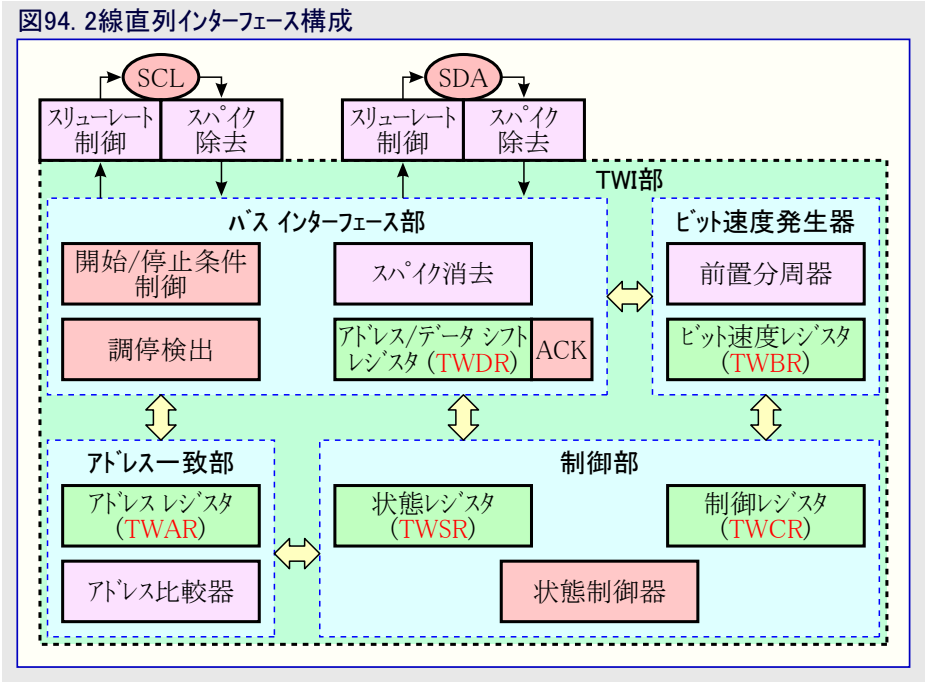 図94. 2線直列インターフェース構成
SCL
SDA
スリューレート
制御
スパイク
除去
スリューレート
制御
スパイク
除去
TWI部
バス インターフェース部
開始/停止条件
制御
スパイク消去
調停検出
アドレス/データ シフト
レジスタ (TWDR)
ACK
ビット速度発生器
前置分周器
ビット速度レジスタ
(TWBR)
アドレス一致部
アドレス レジスタ
(TWAR)
アドレス比較器
制御部
状態レジスタ
(TWSR)
制御レジスタ
(TWCR)
状態制御器